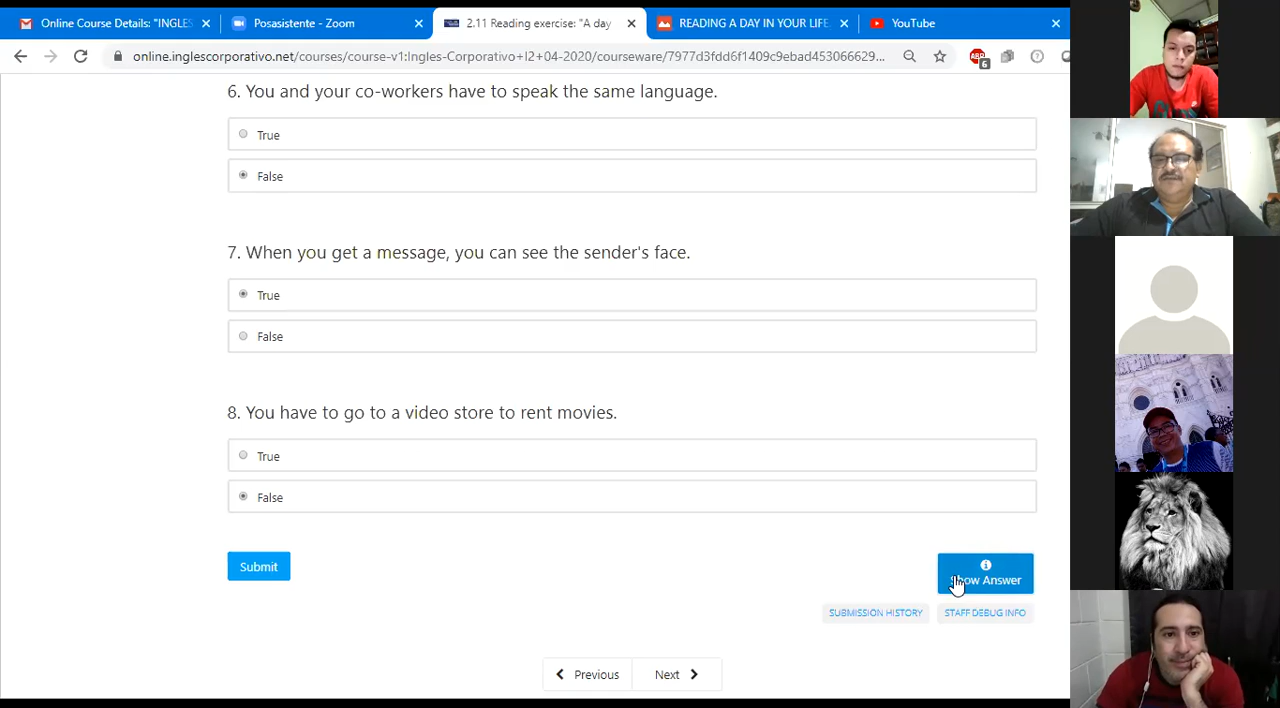 Online Course Details: "INGLES
Posasistente - Zoom
2.11 Reading exercise: "A day
READING A DAY IN YOUR LIFE.
YouTube
online.inglescorporativo.net/courses/course-v1:Ingles-Corporativo+I2+04-2020/courseware/7977d3fdd6f1409c9ebad453066629...
ABP
6
6. You and your co-workers have to speak the same language.
True
False
7. When you get a message, you can see the sender's face.
True
False
8. You have to go to a video store to rent movies.
True
False
Submit
Show Answer
SUBMISSION HISTORY
STAFF DEBUG INFO
Previous
Next